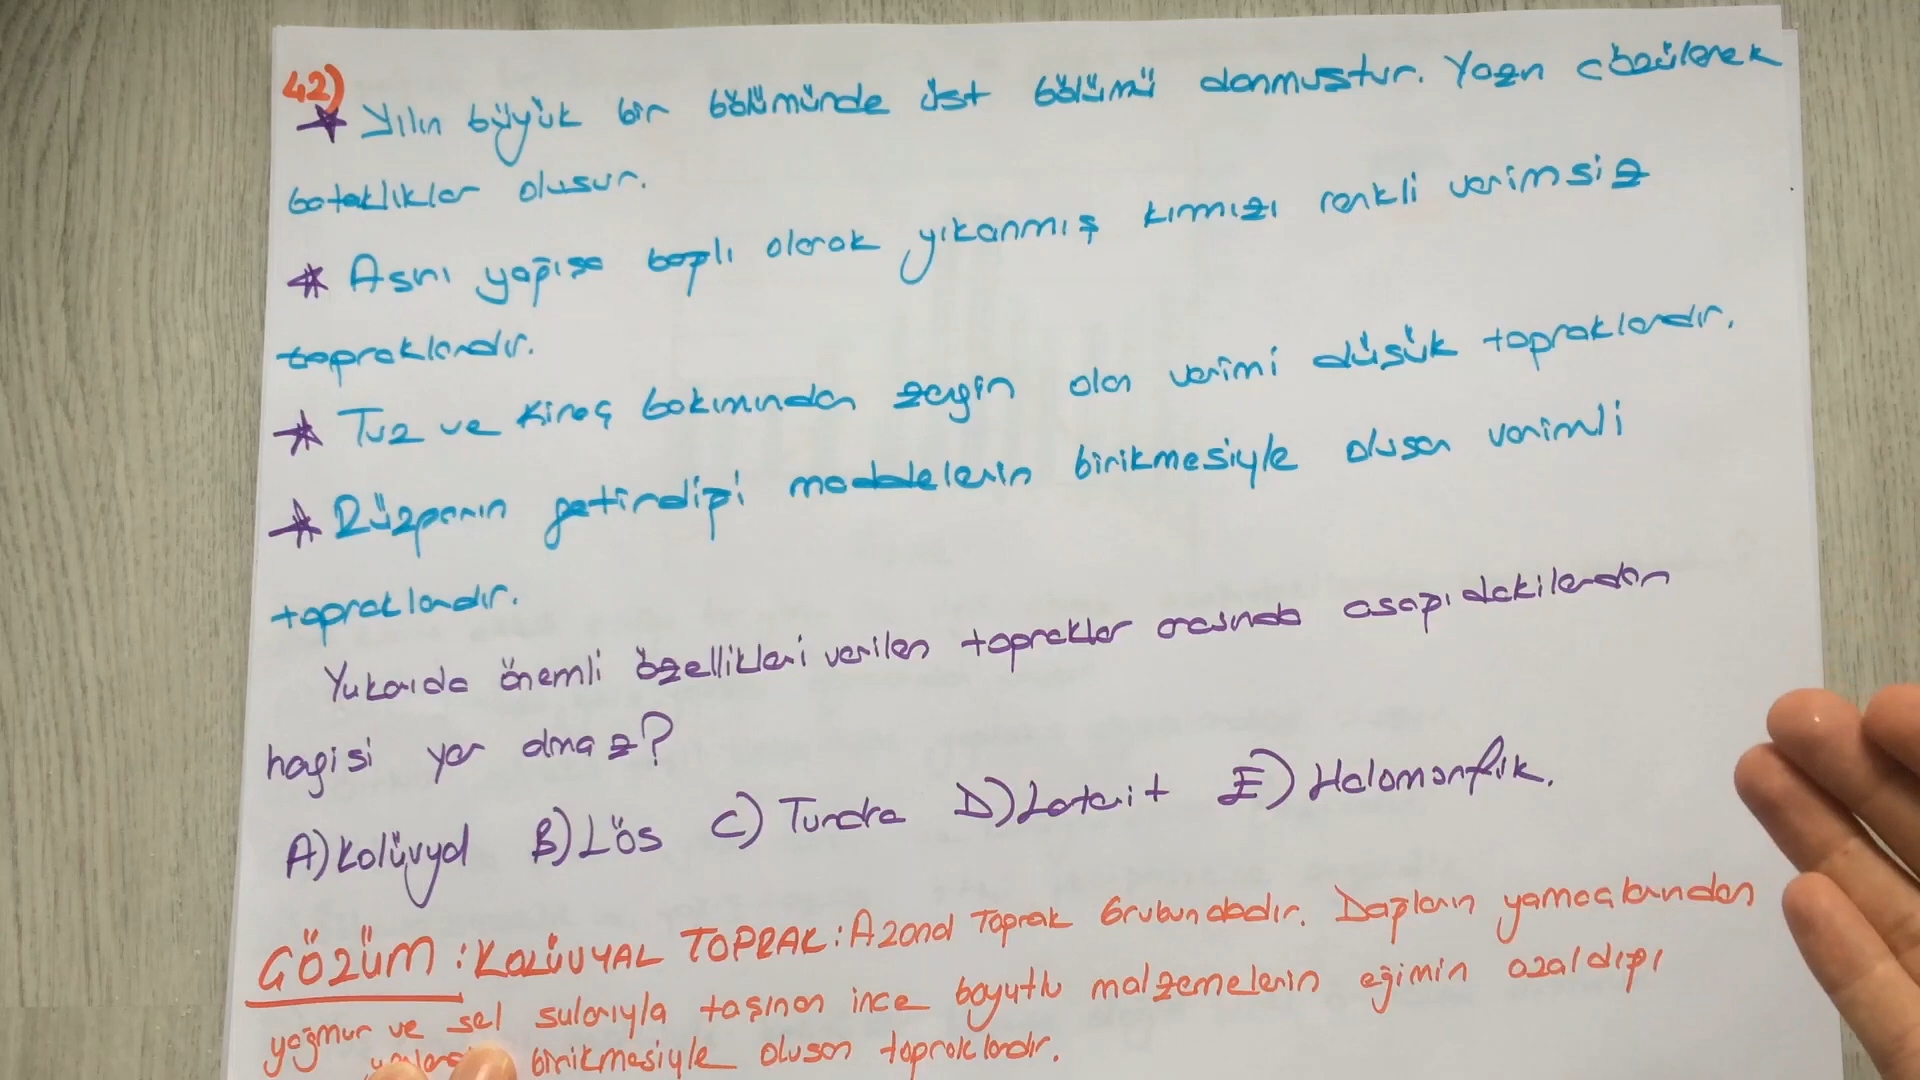 42)
* Yılın büyük bir bölümünde üst bölümü donmuştur. Yazın çözülerek
bataklıklar oluşur.
* Aşırı yağışa bağlı olarak yıkanmış kırmızı renkli verimsiz
topraklardır.
* Tuz ve kireç bakımından zengin olan verimi düşük topraklardır.
* Rüzgarın getirdiği maddelerin birikmesiyle oluşan verimli
topraklardır.
Yukarıda önemli özellikleri verilen topraklar arasında aşağıdakilerden
hangisi yer almaz?
A) Kolüvyal B) Lös C) Tundra D) Laterit E) Halomorfik.
ÇÖZÜM: KOLÜVYAL TOPRAK: Azonal Toprak Grubundadır. Dağların yamaçlarından
yağmur ve sel sularıyla taşınan ince boyutlu malzemelerin eğimin azaldığı
birikmesiyle oluşan topraklardır.